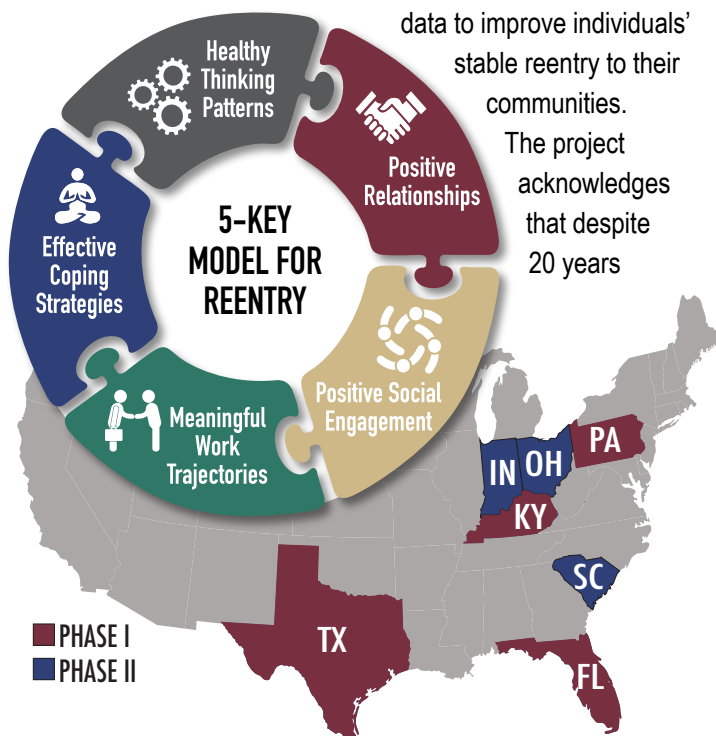 data to improve individuals’
stable reentry to their
communities.
The project
acknowledges
that despite
20 years
Healthy
Thinking
Patterns
Positive
Relationships
5-KEY
MODEL FOR
REENTRY
Effective
Coping
Strategies
Positive Social
Engagement
Meaningful
Work
Trajectories
PA
IN
OH
KY
SC
TX
FL
PHASE I
PHASE II